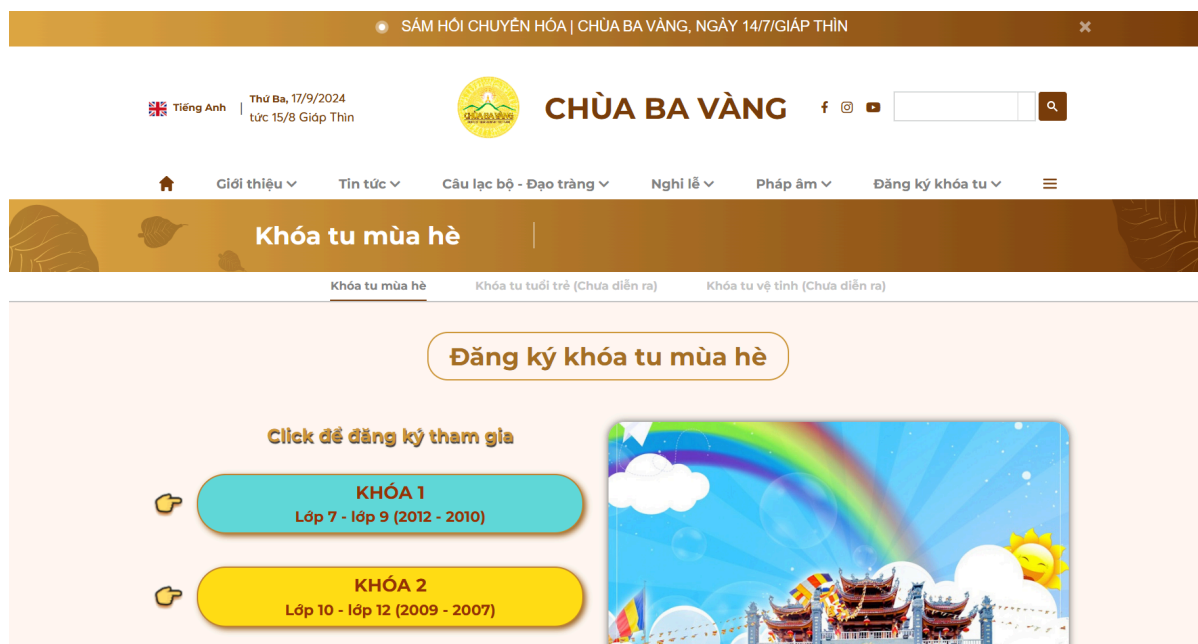 SÁM HỐI CHUYỂN HÓA | CHÙA BA VÀNG, NGÀY 14/7/GIÁP THÌN
Tiếng Anh | Thứ Ba, 17/9/2024
tức 15/8 Giáp Thìn
CHÙA BA VÀNG
Giới thiệu
Tin tức
Câu lạc bộ - Đạo tràng
Nghi lễ
Pháp âm
Đăng ký khóa tu
Khóa tu mùa hè
Khóa tu mùa hè
Khóa tu tuổi trẻ (Chưa diễn ra)
Khóa tu vệ tinh (Chưa diễn ra)
Đăng ký khóa tu mùa hè
Click để đăng ký tham gia
KHÓA 1
Lớp 7 - lớp 9 (2012 - 2010)
KHÓA 2
Lớp 10 - lớp 12 (2009 - 2007)